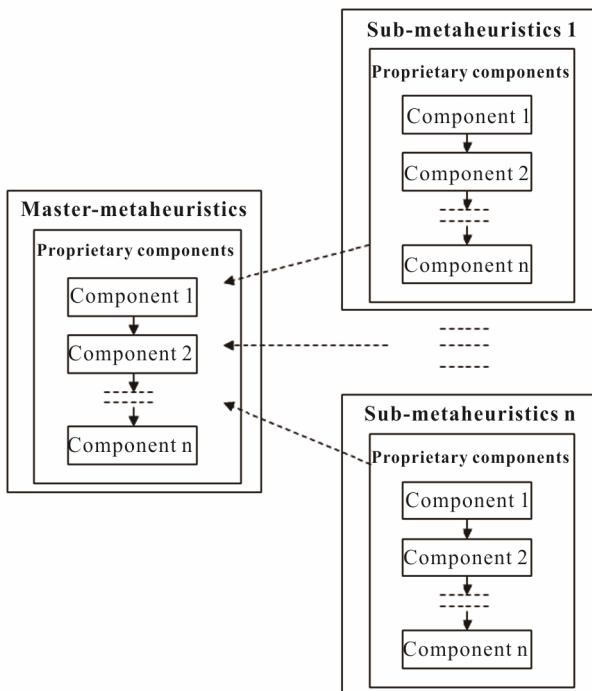 Sub-metaheuristics 1
Proprietary components
Component 1
Component 2
Component n
Master-metaheuristics
Proprietary components
Component 1
Component 2
Component n
Sub-metaheuristics n
Proprietary components
Component 1
Component 2
Component n